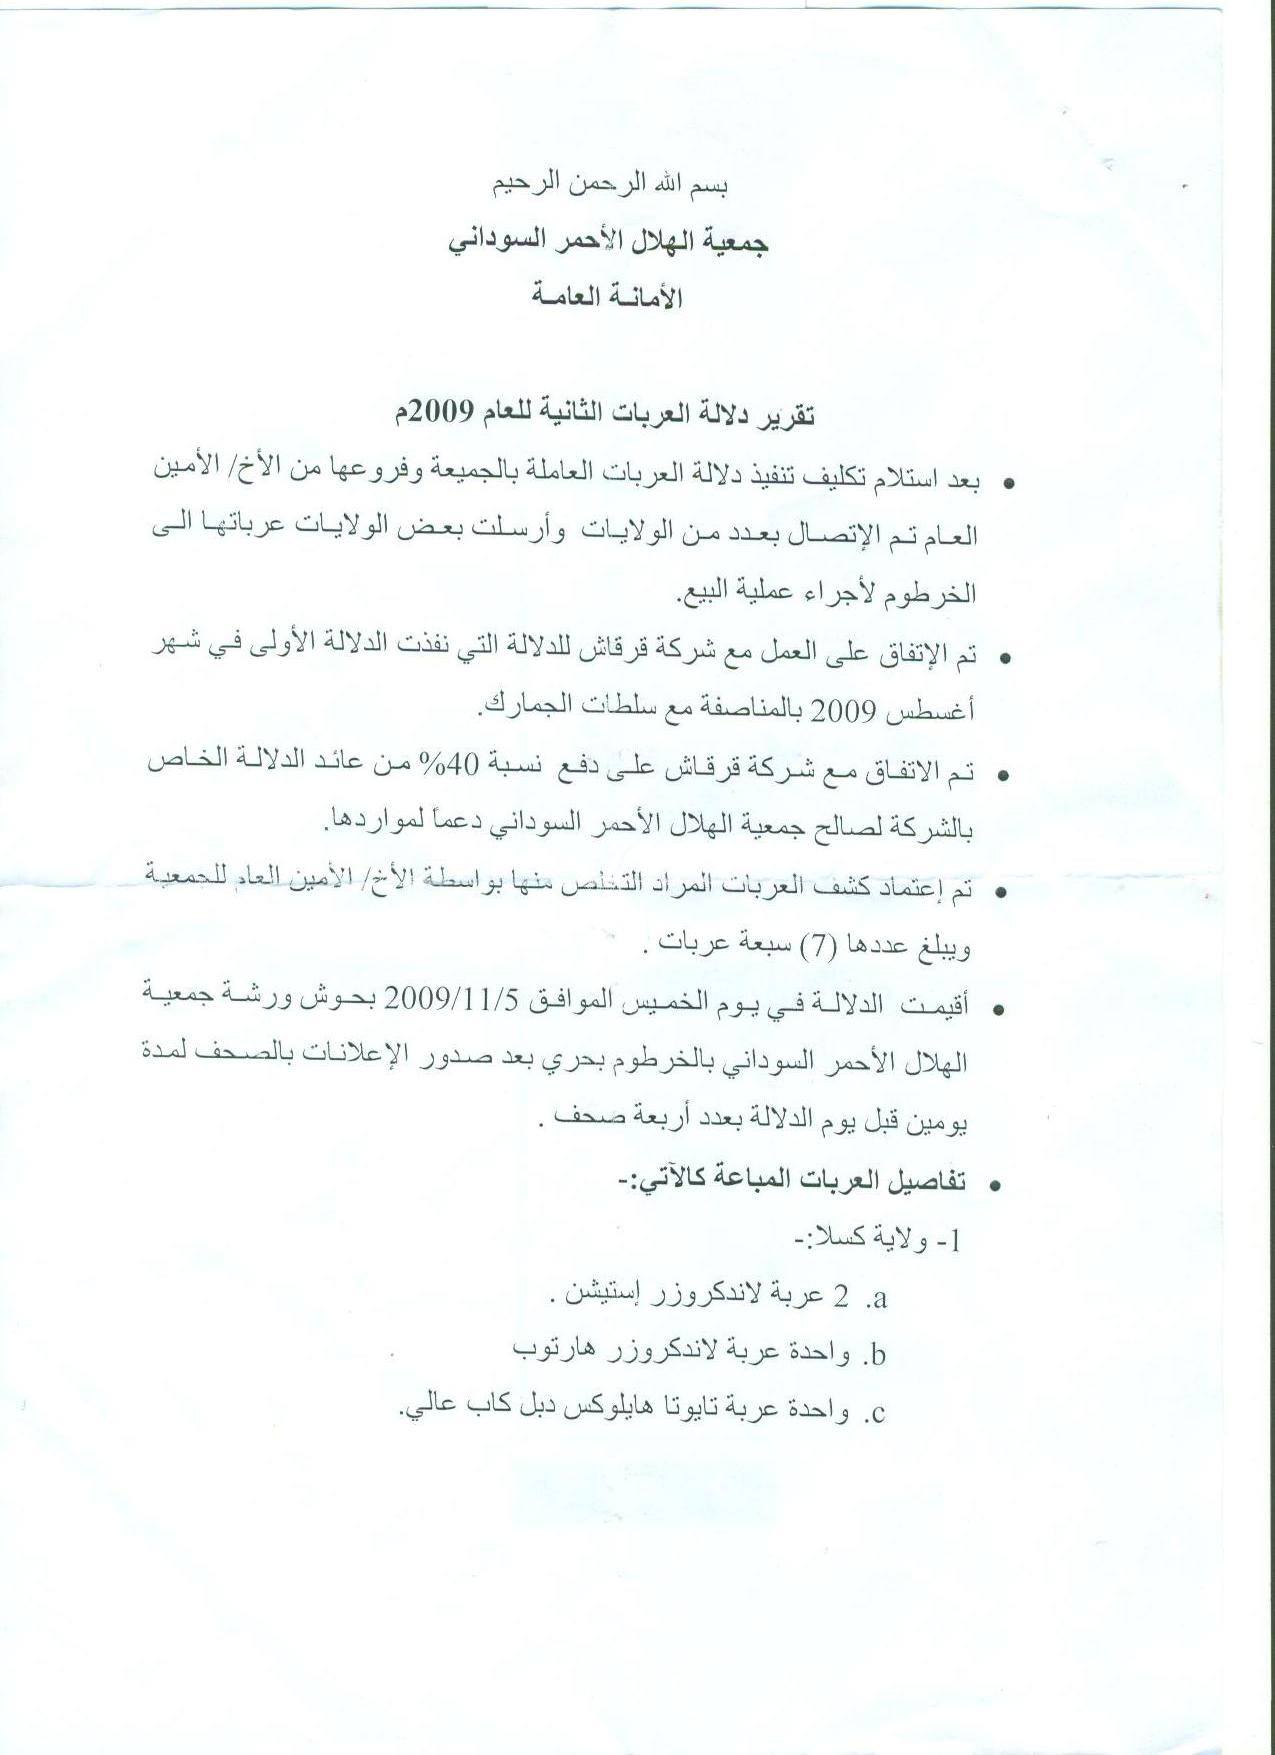 بسم الله الرحمن الرحيم
جمعية الهلال الأحمر السوداني
الأمانة العامة
تقرير دلالة العربات الثانية للعام 2009م
• بعد استلام تكليف تنفيذ دلالة العربات العاملة بالجميعة وفروعها من الأخ/ الأمين
العام تم الإتصال بعدد من الولايات وأرسلت بعض الولايات عرباتها الى
الخرطوم لأجراء عملية البيع.
• تم الإتفاق على العمل مع شركة قرقاش للدلالة التي نفذت الدلالة الأولى في شهر
أغسطس 2009 بالمناصفة مع سلطات الجمارك.
• تم الاتفاق مع شركة قرقاش على دفع نسبة 40% من عائد الدلالة الخاص
بالشركة لصالح جمعية الهلال الأحمر السوداني دعماً لمواردها.
• تم إعتماد كشف العربات المراد التخلص منها بواسطة الأخ/ الأمين العام للجمعية
ويبلغ عددها (7) سبعة عربات .
• أقيمت الدلالة في يوم الخميس الموافق 2009/11/5 بحوش ورشة جمعية
الهلال الأحمر السوداني بالخرطوم بحري بعد صدور الإعلانات بالصحف لمدة
يومين قبل يوم الدلالة بعدد أربعة صحف .
• تفاصيل العربات المباعة كالآتي:-
1- ولاية كسلا:-
a. 2 عربة لاندكروزر إستيشن .
b. واحدة عربة لاندكروزر هارتوب
c. واحدة عربة تايوتا هايلوكس دبل كاب عالي.